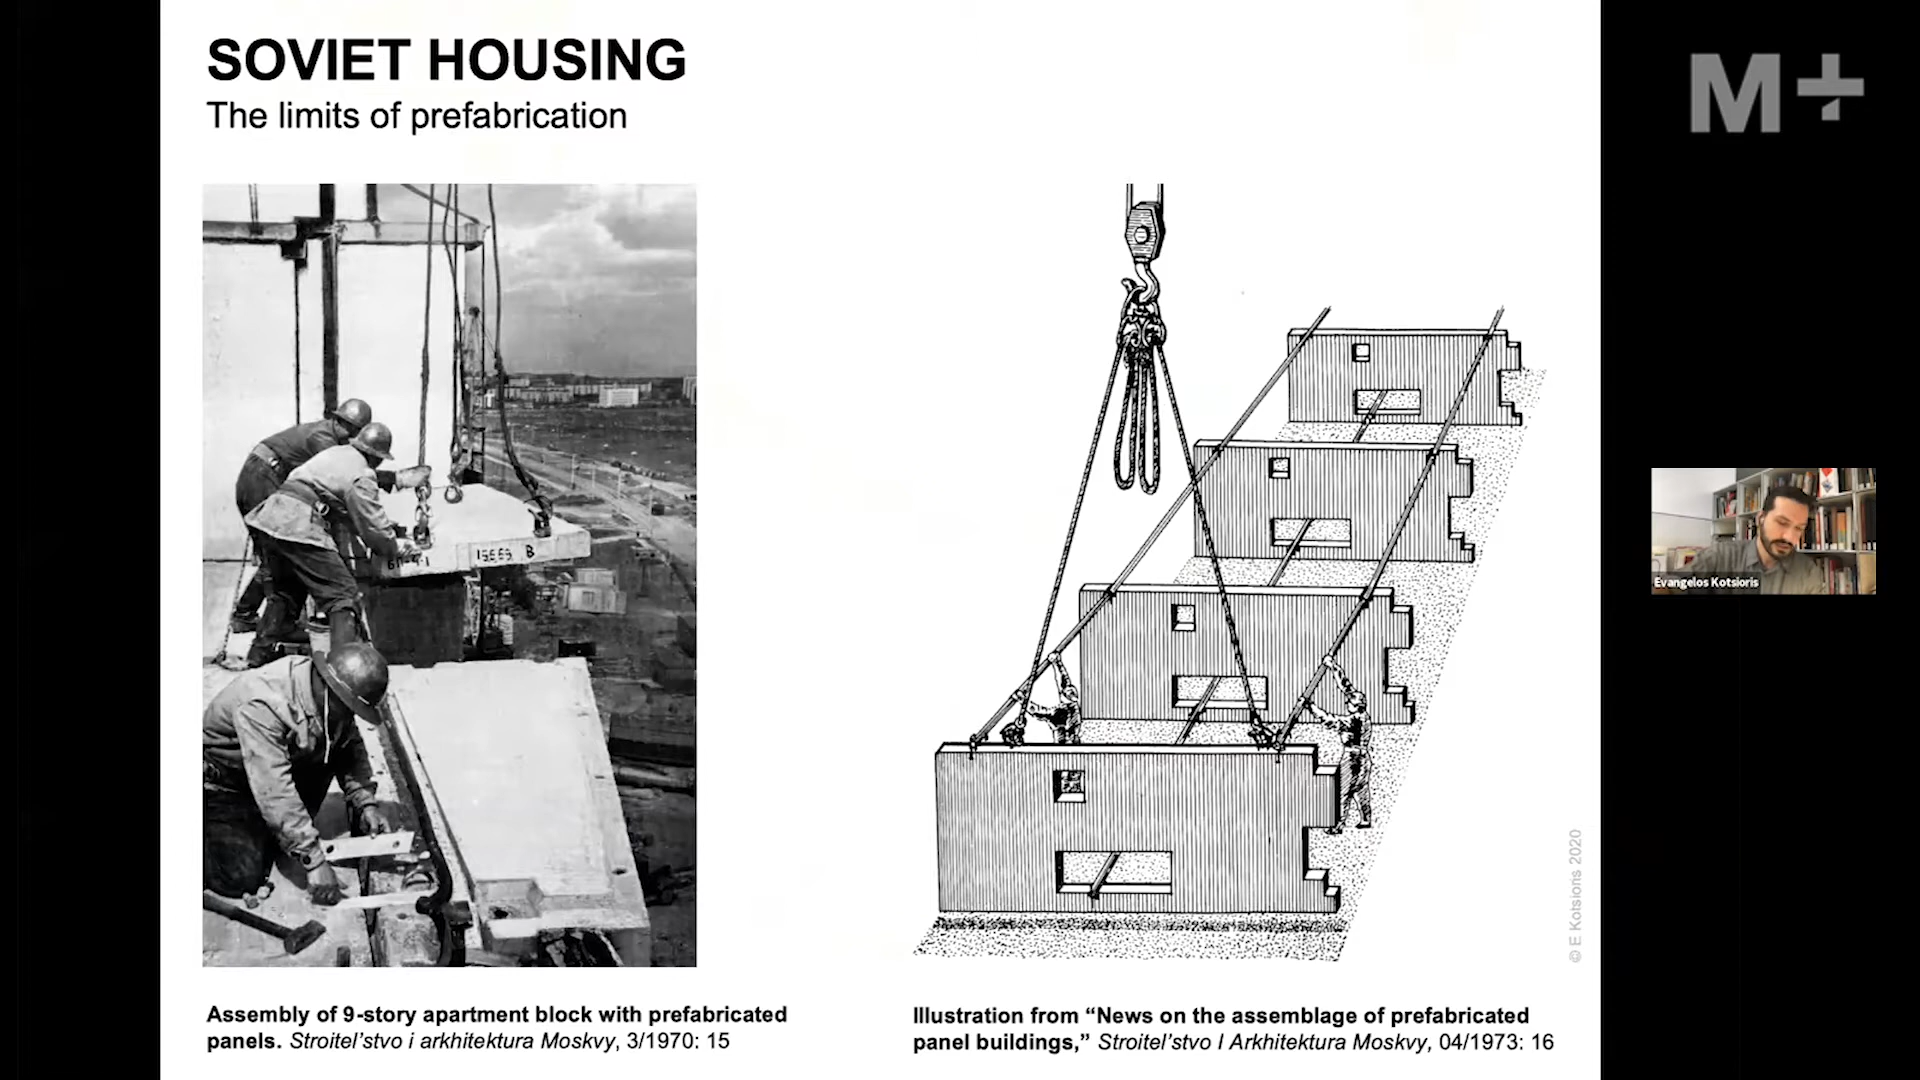 SOVIET HOUSING
The limits of prefabrication
M+
15559 B
Evangelos Kotsioris
© E Kotsioris 2020
Assembly of 9-story apartment block with prefabricated
panels. Stroitel’stvo i arkhitektura Moskvy, 3/1970: 15
Illustration from “News on the assemblage of prefabricated
panel buildings,” Stroitel’stvo I Arkhitektura Moskvy, 04/1973: 16